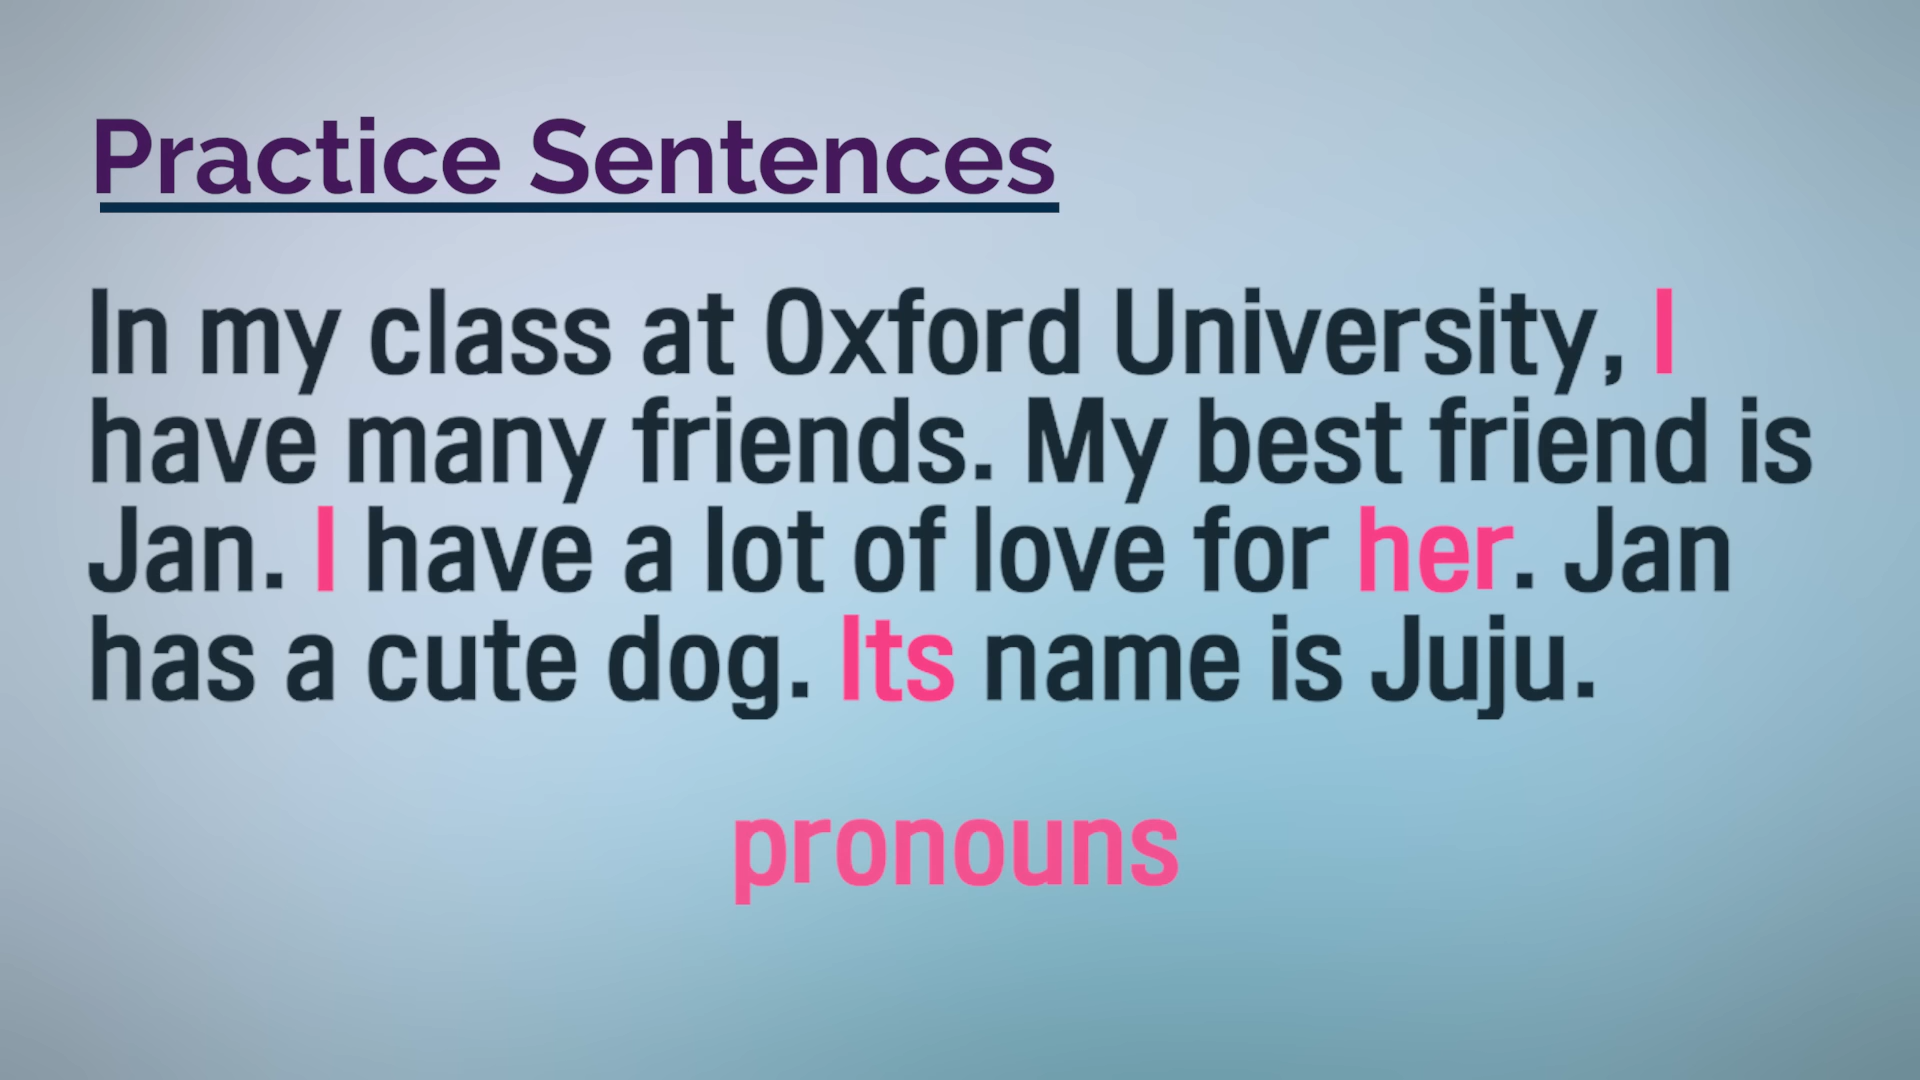 Practice Sentences
In my class at Oxford University, I
have many friends. My best friend is
Jan. I have a lot of love for her. Jan
has a cute dog. Its name is Juju.
pronouns